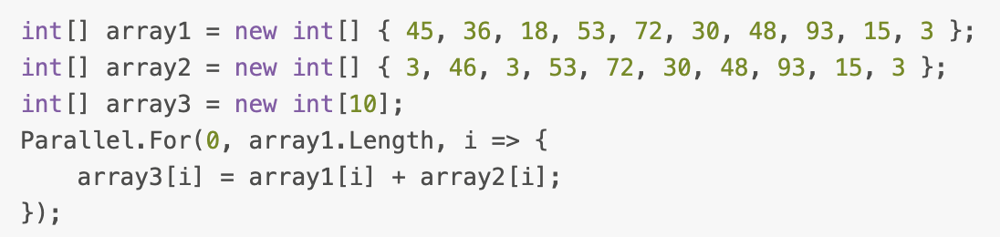 int[] array1 = new int[] { 45, 36, 18, 53, 72, 30, 48, 93, 15, 3 };
int[] array2 = new int[] { 3, 46, 3, 53, 72, 30, 48, 93, 15, 3 };
int[] array3 = new int[10];
Parallel.For(0, array1.Length, i => {
    array3[i] = array1[i] + array2[i];
});